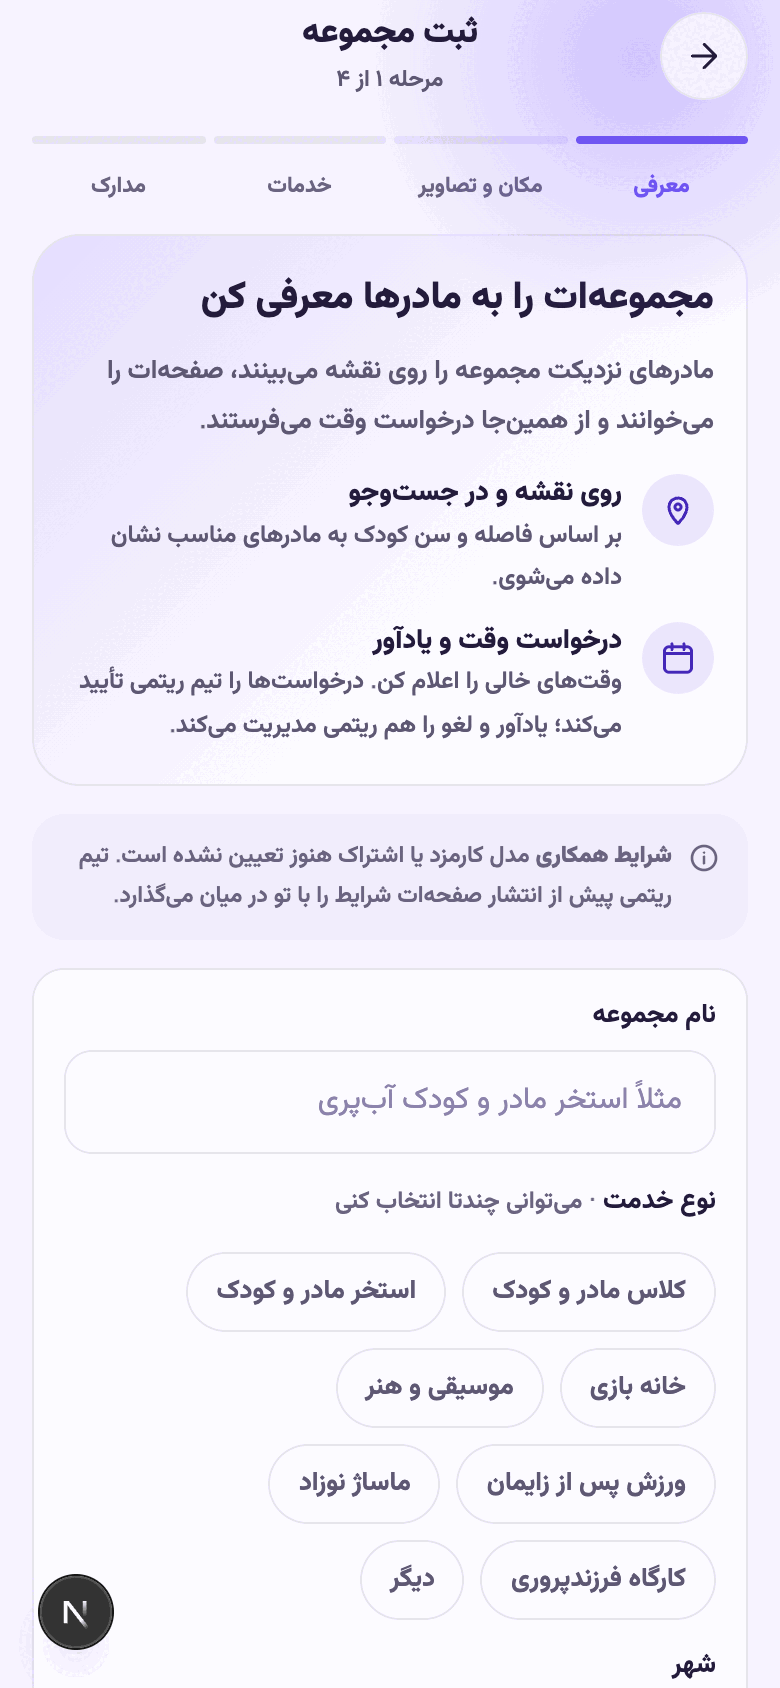 ثبت مجموعه
مرحله ۱ از ۴
معرفی
مکان و تصاویر
خدمات
مدارک
مجموعه‌ات را به مادرها معرفی کن
مادرهای نزدیکت مجموعه را روی نقشه می‌بینند، صفحه‌ات را
می‌خوانند و از همین‌جا درخواست وقت می‌فرستند.
روی نقشه و در جست‌وجو
بر اساس فاصله و سن کودک به مادرهای مناسب نشان
داده می‌شوی.
درخواست وقت و یادآور
وقت‌های خالی را اعلام کن. درخواست‌ها را تیم ریتمی تأیید
می‌کند؛ یادآور و لغو را هم ریتمی مدیریت می‌کند.
شرایط همکاری مدل کارمزد یا اشتراک هنوز تعیین نشده است. تیم
ریتمی پیش از انتشار صفحه‌ات شرایط را با تو در میان می‌گذارد.
نام مجموعه
مثلاً استخر مادر و کودک آب‌پری
نوع خدمت · می‌توانی چندتا انتخاب کنی
کلاس مادر و کودک
استخر مادر و کودک
خانه بازی
موسیقی و هنر
ورزش پس از زایمان
ماساژ نوزاد
کارگاه فرزندپروری
دیگر
N
شهر